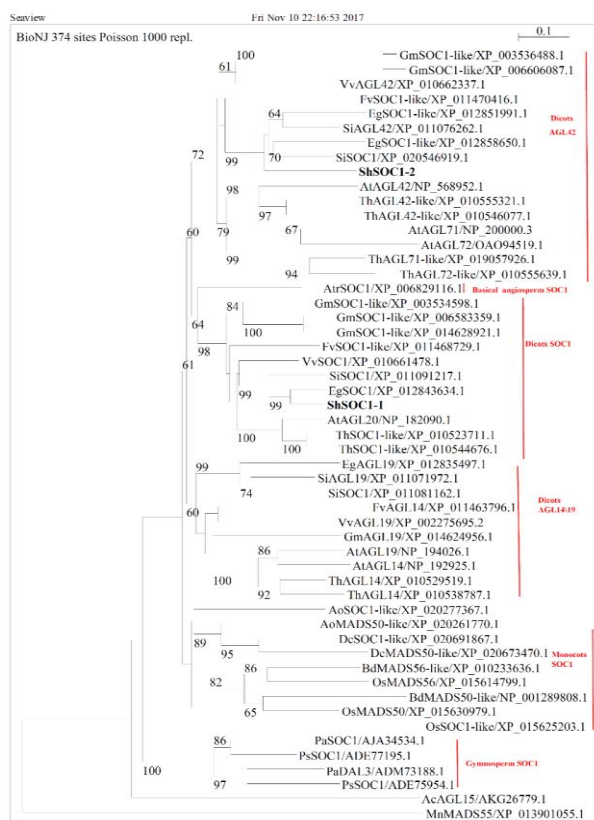 Seaview Fri Nov 10 22:16:53 2017
BioNJ 374 sites Poisson 1000 repl.
0.1
100
GmSOC1-like/XP_003536488.1
61
GmSOC1-like/XP_006606087.1
VvAGL42/XP_010662337.1
FvSOC1-like/XP_011470416.1
64
EgSOC1-like/XP_012851991.1
Dicots
AGL42
SiAGL42/XP_011076262.1
EgSOC1-like/XP_012858650.1
72
99
70
SiSOC1/XP_020546919.1
ShSOC1-2
98
AtAGL42/NP_568952.1
ThAGL42-like/XP_010555321.1
97
ThAGL42-like/XP_010546077.1
60
79
67
AtAGL71/NP_200000.3
AtAGL72/OAO94519.1
99
ThAGL71-like/XP_019057926.1
94
ThAGL72-like/XP_010555639.1
AtrSOC1/XP_006829116.1
Basical angiosperm SOC1
84
GmSOC1-like/XP_003534598.1
64
100
GmSOC1-like/XP_006583359.1
GmSOC1-like/XP_014628921.1
98
FvSOC1-like/XP_011468729.1
Dicots SOC1
61
VvSOC1/XP_010661478.1
99
SiSOC1/XP_011091217.1
EgSOC1/XP_012843634.1
99
ShSOC1-1
AtAGL20/NP_182090.1
100
ThSOC1-like/XP_010523711.1
100
ThSOC1-like/XP_010544676.1
99
EgAGL19/XP_012835497.1
SiAGL19/XP_011071972.1
74
SiSOC1/XP_011081162.1
Dicots
AGL14\19
60
FvAGL14/XP_011463796.1
VvAGL19/XP_002275695.2
GmAGL19/XP_014624956.1
86
AtAGL19/NP_194026.1
AtAGL14/NP_192925.1
100
ThAGL14/XP_010529519.1
92
ThAGL14/XP_010538787.1
AoSOC1-like/XP_020277367.1
AoMADS50-like/XP_020261770.1
89
DcSOC1-like/XP_020691867.1
95
DcMADS50-like/XP_020673470.1
Monocots
SOC1
86
BdMADS56-like/XP_010233636.1
82
OsMADS56/XP_015614799.1
BdMADS50-like/NP_001289808.1
65
OsMADS50/XP_015630979.1
OsSOC1-like/XP_015625203.1
86
PaSOC1/AJA34534.1
PsSOC1/ADE77195.1
Gymnosperm SOC1
100
PaDAL3/ADM73188.1
97
PsSOC1/ADE75954.1
AcAGL15/AKG26779.1
MnMADS55/XP_013901055.1